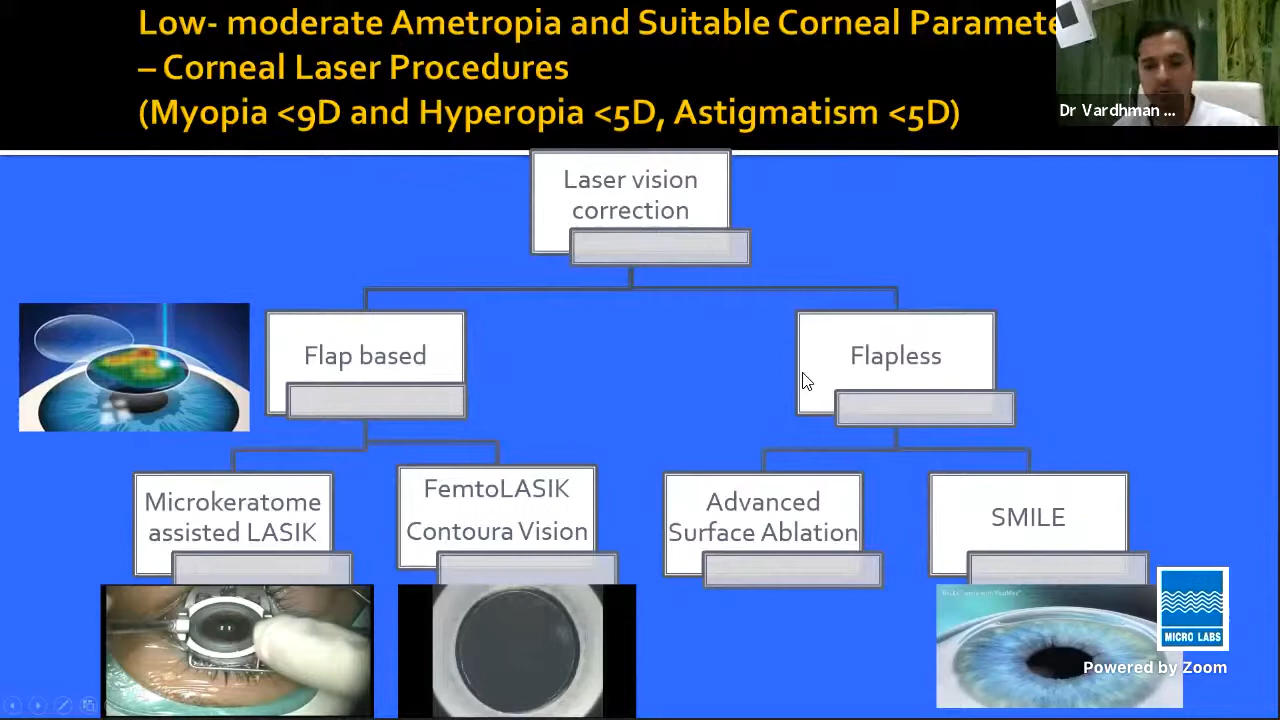 Low- moderate Ametropia and Suitable Corneal Paramete
– Corneal Laser Procedures
(Myopia <9D and Hyperopia <5D, Astigmatism <5D)
Dr Vardhman ...
Laser vision
correction
Flap based
Flapless
Microkeratome
assisted LASIK
FemtoLASIK
Contoura Vision
Advanced
Surface Ablation
SMILE
MICRO LABS
Powered by Zoom